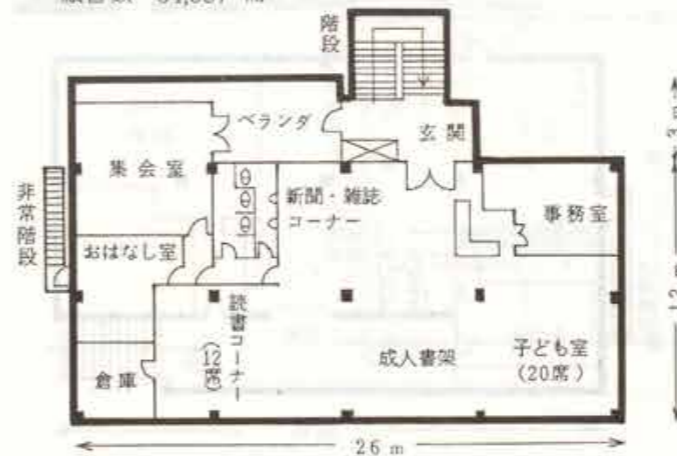 階段
ベランダ
玄関
集会室
新聞・雑誌
コーナー
事務室
非常階段
おはなし室
読書コーナー
(12席)
成人書架
子ども室
(20席)
倉庫
26 m